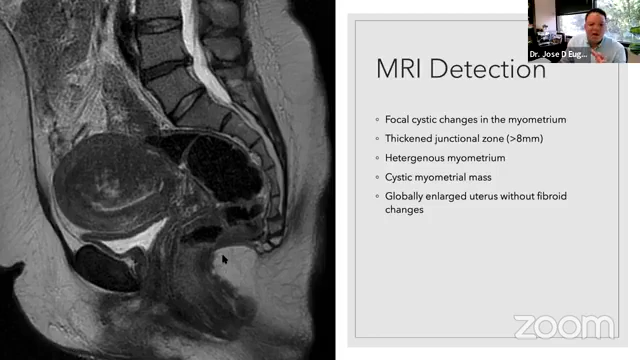 Dr. Jose D Eug...
MRI Detection
Focal cystic changes in the myometrium
Thickened junctional zone (>8mm)
Hetergenous myometrium
Cystic myometrial mass
Globally enlarged uterus without fibroid
changes
zoom